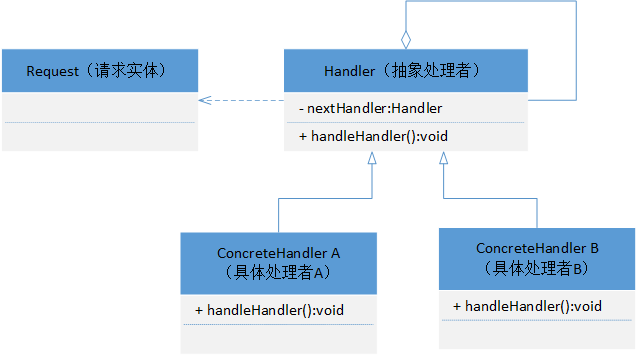 Request（请求实体）
Handler（抽象处理者）
- nextHandler:Handler
+ handleHandler():void
ConcreteHandler A
（具体处理者A）
+ handleHandler():void
ConcreteHandler B
（具体处理者B）
+ handleHandler():void